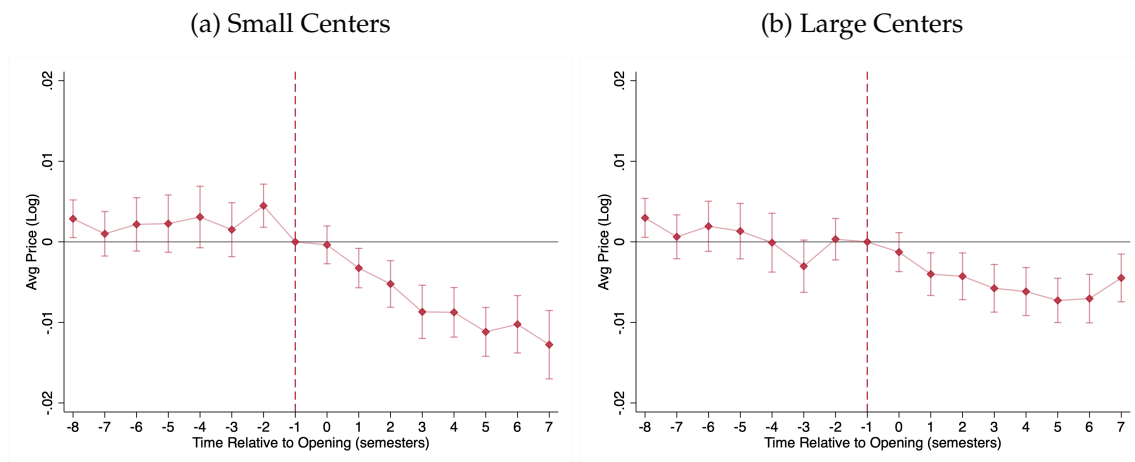 (a) Small Centers
.02
.01
0
-.01
-.02
Avg Price (Log)
-8 -7 -6 -5 -4 -3 -2 -1 0 1 2 3 4 5 6 7
Time Relative to Opening (semesters)
(b) Large Centers
.02
.01
0
-.01
-.02
Avg Price (Log)
-8 -7 -6 -5 -4 -3 -2 -1 0 1 2 3 4 5 6 7
Time Relative to Opening (semesters)